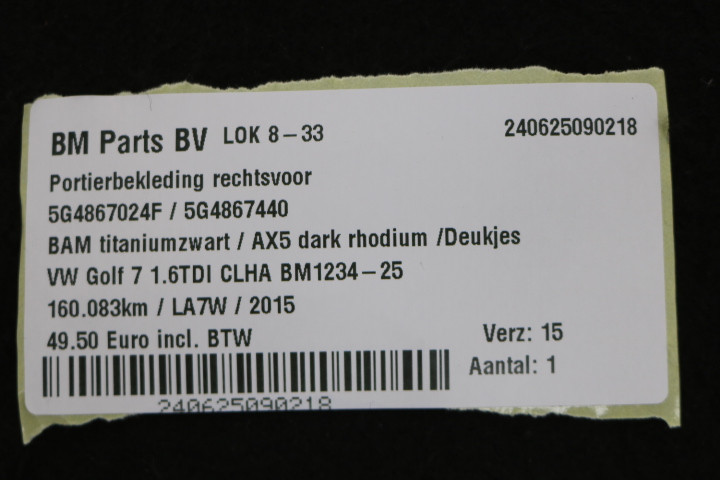 BM Parts BV LOK 8-33 240625090218
Portierbekleding rechtsvoor
5G4867024F / 5G4867440
BAM titaniumzwart / AX5 dark rhodium /Deukjes
VW Golf 7 1.6TDI CLHA BM1234-25
160.083km / LA7W / 2015
49.50 Euro incl. BTW Verz: 15
Aantal: 1
240625090218